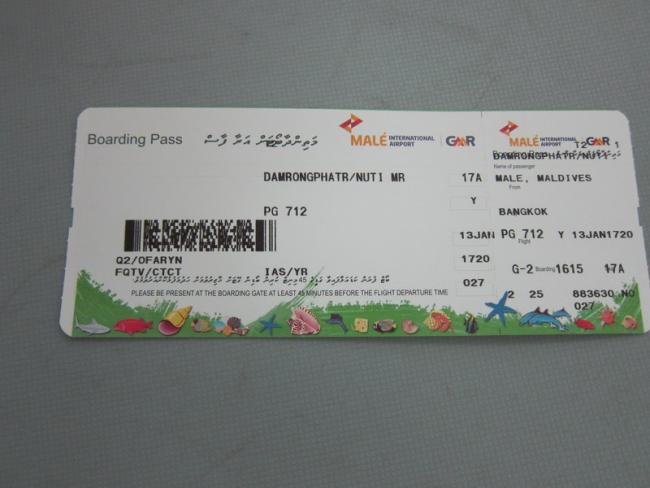 Boarding Pass
MALÉ INTERNATIONAL AIRPORT GMR
DAMRONGPHATR/NUTI MR 17A
Y
PG 712
13JAN
Q2/OFARYN 1720
FQTV/CTCT IAS/YR
027
PLEASE BE PRESENT AT THE BOARDING GATE AT LEAST 45 MINUTES BEFORE THE FLIGHT DEPARTURE TIME
MALÉ INTERNATIONAL AIRPORT GMR
Boarding Pass
DAMRONGPHATR/NUTI
Name of passenger
MALE, MALDIVES
From
BANGKOK
PG 712 Y 13JAN1720
Flight
G-2 Boarding 1615 17A
2 25 883630 NO
027